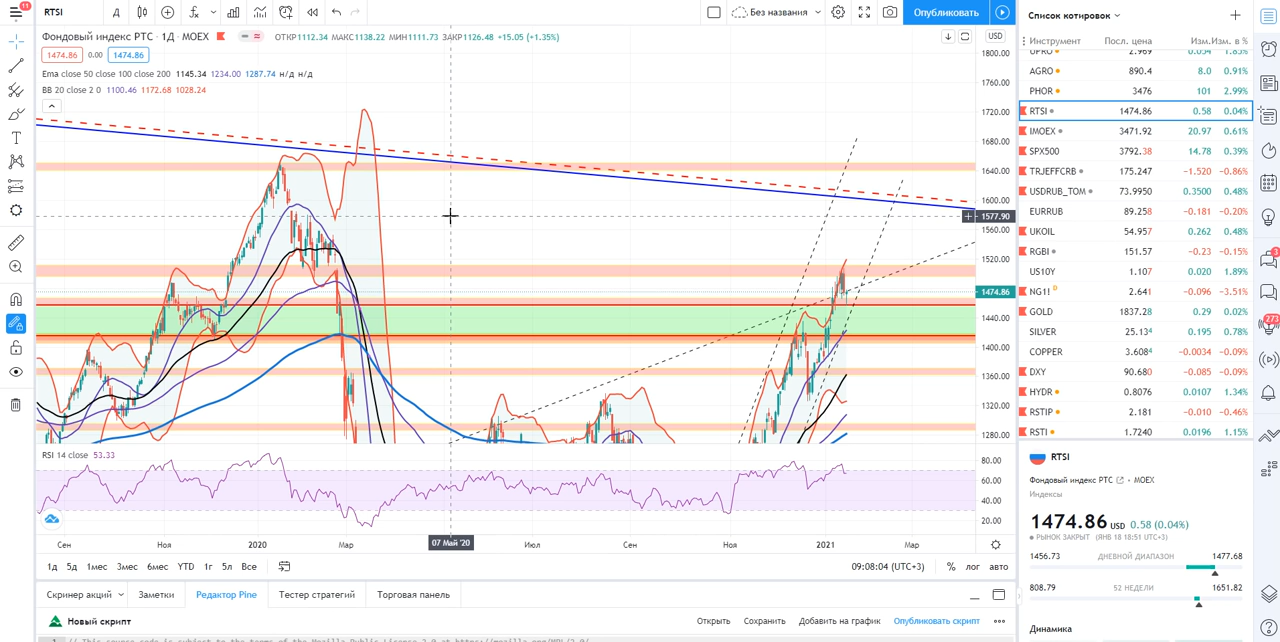 11
RTSI
Д
Без названия
Опубликовать
Фондовый индекс РТС · 1Д · MOEX
ОТКР1112.34 МАКС1138.22 МИН1111.73 ЗАКР1126.48 +15.05 (+1.35%)
USD
1474.86 0.00 1474.86
Ema close 50 close 100 close 200 1145.34 1234.00 1287.74 н/д н/д
BB 20 close 2 0 1100.46 1172.68 1028.24
1800.00
1760.00
1720.00
1680.00
1640.00
1600.00
1577.90
1560.00
1520.00
1474.86
1440.00
1400.00
1360.00
1320.00
1280.00
RSI 14 close 53.33
80.00
60.00
40.00
20.00
Сен Ноя 2020 Мар 07 Май '20 Июл Сен Ноя 2021 Мар
1д 5д 1мес 3мес 6мес YTD 1г 5л Все
09:08:04 (UTC+3) % лог авто
Скринер акций Заметки Редактор Pine Тестер стратегий Торговая панель
Новый скрипт
Открыть Сохранить Добавить на график Опубликовать скрипт
Список котировок
Инструмент Посл. цена Изм. Изм. в %
UPRO 2.969 0.054 1.85%
AGRO 890.4 8.0 0.91%
PHOR 3476 101 2.99%
RTSI 1474.86 0.58 0.04%
IMOEX 3471.92 20.97 0.61%
SPX500 3792.38 14.78 0.39%
TRJEFFCRB 175.247 -1.520 -0.86%
USDRUB_TOM 73.9950 0.3500 0.48%
EURRUB 89.258 -0.181 -0.20%
UKOIL 54.957 0.262 0.48%
RGBI 151.57 -0.23 -0.15%
US10Y 1.107 0.020 1.89%
NG1! D 2.641 -0.096 -3.51%
GOLD 1837.28 0.29 0.02%
SILVER 25.134 0.195 0.78%
COPPER 3.6084 -0.0034 -0.09%
DXY 90.680 -0.085 -0.09%
HYDR 0.8076 0.0107 1.34%
RSTIP 2.181 -0.010 -0.46%
RSTI 1.7240 0.0196 1.15%
RTSI
Фондовый индекс РТС • MOEX
Индексы
1474.86 USD 0.58 (0.04%)
РЫНОК ЗАКРЫТ (ЯНВ 18 18:51 UTC+3)
1456.73 ДНЕВНОЙ ДИАПАЗОН 1477.68
808.79 52 НЕДЕЛИ 1651.82
Динамика
3
273